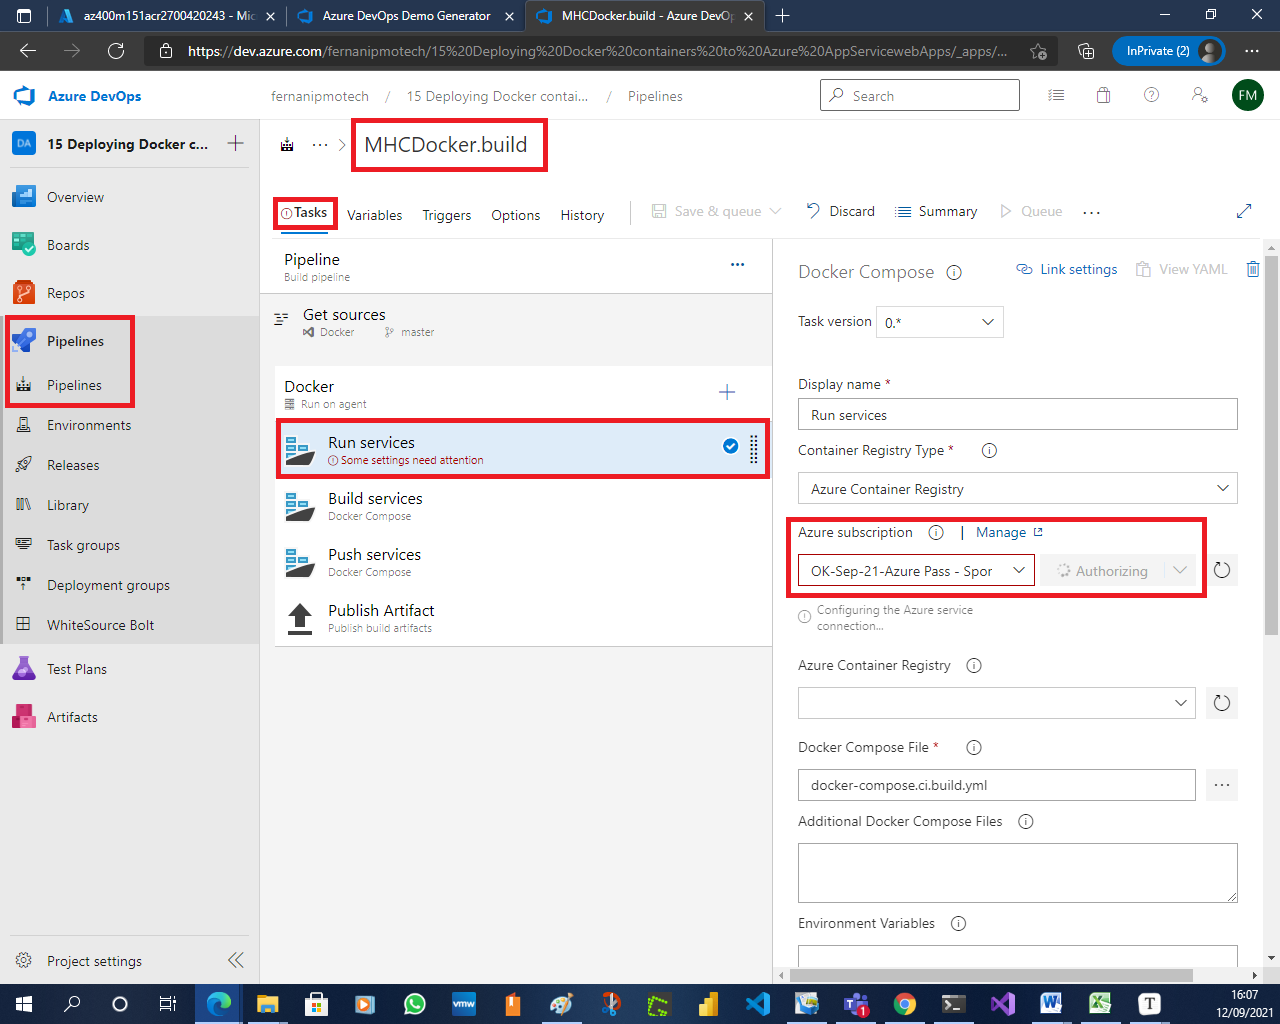 az400m151acr2700420243 - Mic
Azure DevOps Demo Generator
MHCDocker.build - Azure DevOp
https://dev.azure.com/fernanipmotech/15%20Deploying%20Docker%20containers%20to%20Azure%20AppServicewebApps/_apps/...
InPrivate (2)
Azure DevOps
fernanipmotech / 15 Deploying Docker contai... / Pipelines
Search
FM
DA
15 Deploying Docker c...
Overview
Boards
Repos
Pipelines
Pipelines
Environments
Releases
Library
Task groups
Deployment groups
WhiteSource Bolt
Test Plans
Artifacts
Project settings
... > MHCDocker.build
Tasks
Variables
Triggers
Options
History
Save & queue
Discard
Summary
Queue
...
Pipeline
Build pipeline
Get sources
Docker
master
Docker
Run on agent
Run services
Some settings need attention
Build services
Docker Compose
Push services
Docker Compose
Publish Artifact
Publish build artifacts
Docker Compose
Link settings
View YAML
Task version
0.*
Display name *
Run services
Container Registry Type *
Azure Container Registry
Azure subscription
| Manage
OK-Sep-21-Azure Pass - Spor
Authorizing
Configuring the Azure service
connection...
Azure Container Registry
Docker Compose File *
docker-compose.ci.build.yml
...
Additional Docker Compose Files
Environment Variables
vmw
1
T
16:07
12/09/2021